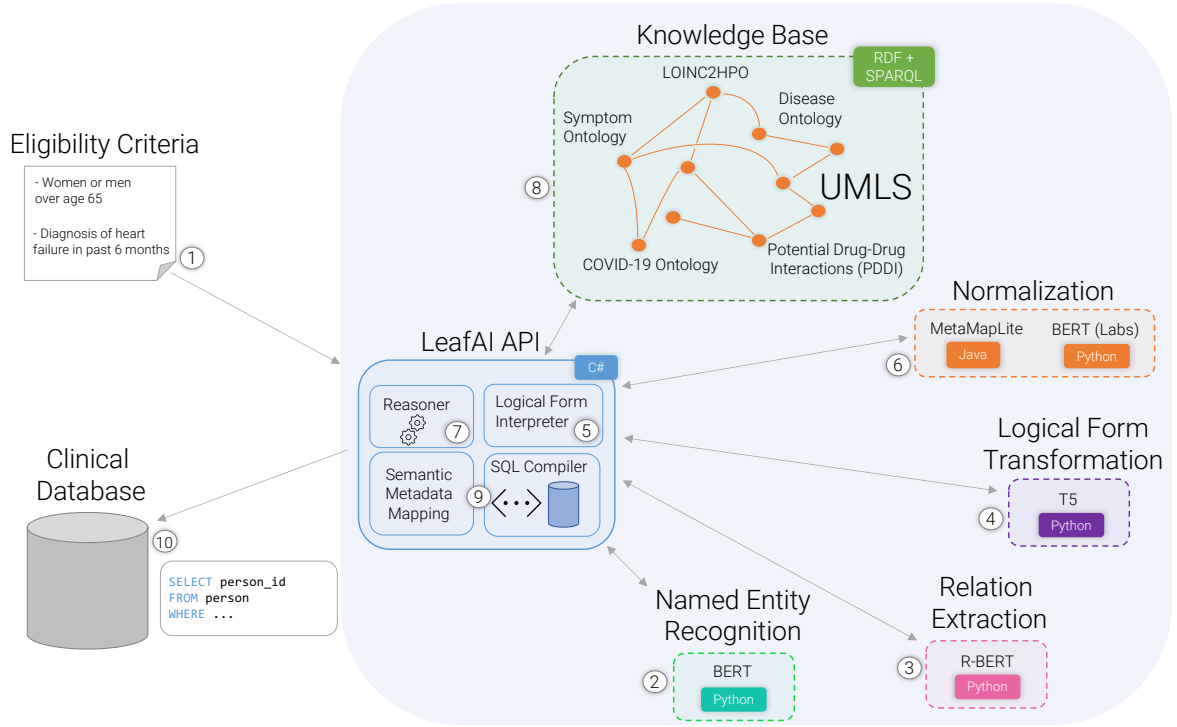 Knowledge Base
RDF +
SPARQL
LOINC2HPO
Disease
Ontology
Symptom
Ontology
UMLS
8
COVID-19 Ontology
Potential Drug-Drug
Interactions (PDDI)
Eligibility Criteria
- Women or men
over age 65
- Diagnosis of heart
failure in past 6 months
1
Normalization
MetaMapLite
Java
BERT (Labs)
Python
6
LeafAI API
C#
Reasoner
7
Logical Form
Interpreter
5
Semantic
Metadata
Mapping
9
SQL Compiler
Logical Form
Transformation
T5
Python
4
Clinical
Database
10
SELECT person_id
FROM person
WHERE ...
Named Entity
Recognition
BERT
Python
2
Relation
Extraction
R-BERT
Python
3